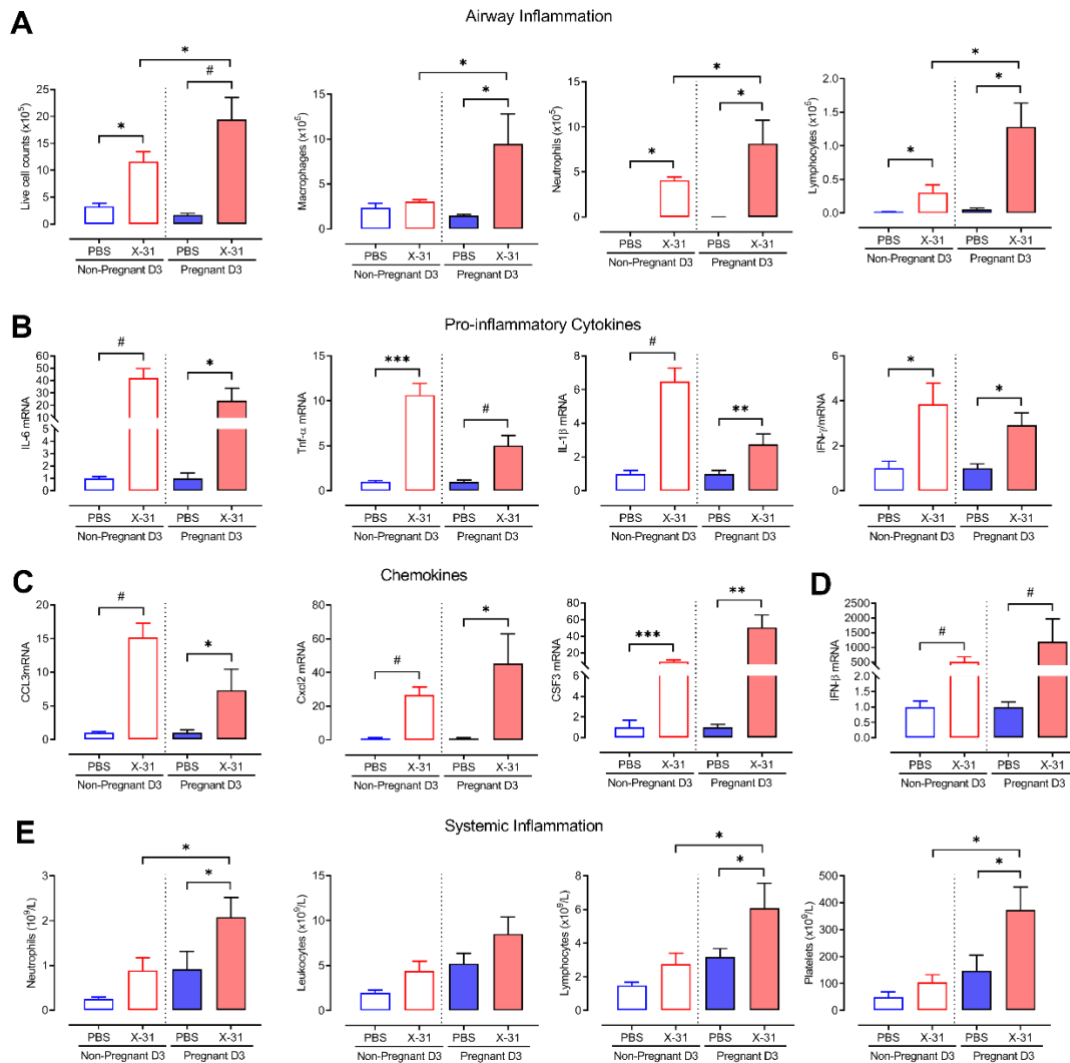 A
Airway Inflammation
Live cell counts (x10⁵)
25
20
15
10
5
0
*
*
#
PBS X-31 PBS X-31
Non-Pregnant D3 Pregnant D3
Macrophages (x10⁶)
15
10
5
0
*
*
PBS X-31 PBS X-31
Non-Pregnant D3 Pregnant D3
Neutrophils (x10⁵)
15
10
5
0
*
*
*
PBS X-31 PBS X-31
Non-Pregnant D3 Pregnant D3
Lymphocytes (x10⁶)
2.0
1.5
1.0
0.5
0.0
*
*
*
PBS X-31 PBS X-31
Non-Pregnant D3 Pregnant D3
B
Pro-inflammatory Cytokines
IL-6 mRNA
60
50
40
30
20
10
5
4
3
2
1
0
#
*
PBS X-31 PBS X-31
Non-Pregnant D3 Pregnant D3
Tnf-α mRNA
15
10
5
0
***
#
PBS X-31 PBS X-31
Non-Pregnant D3 Pregnant D3
IL-1β mRNA
8
6
4
2
0
#
**
PBS X-31 PBS X-31
Non-Pregnant D3 Pregnant D3
IFN-γ/mRNA
6
4
2
0
*
*
PBS X-31 PBS X-31
Non-Pregnant D3 Pregnant D3
C
Chemokines
CCL3mRNA
20
15
10
5
0
#
*
PBS X-31 PBS X-31
Non-Pregnant D3 Pregnant D3
Cxcl2 mRNA
80
60
40
20
0
#
*
PBS X-31 PBS X-31
Non-Pregnant D3 Pregnant D3
CSF3 mRNA
80
60
40
20
6
4
2
0
***
**
PBS X-31 PBS X-31
Non-Pregnant D3 Pregnant D3
D
IFN-β mRNA
2500
2000
1500
1000
500
2.0
1.5
1.0
0.5
0.0
#
#
PBS X-31 PBS X-31
Non-Pregnant D3 Pregnant D3
E
Systemic Inflammation
Neutrophils (10⁹/L)
3
2
1
0
*
*
PBS X-31 PBS X-31
Non-Pregnant D3 Pregnant D3
Leukocytes (x10⁹/L)
15
10
5
0
PBS X-31 PBS X-31
Non-Pregnant D3 Pregnant D3
Lymphocytes (x10⁹/L)
8
6
4
2
0
*
*
PBS X-31 PBS X-31
Non-Pregnant D3 Pregnant D3
Platelets (x10⁹/L)
500
400
300
200
100
0
*
*
PBS X-31 PBS X-31
Non-Pregnant D3 Pregnant D3